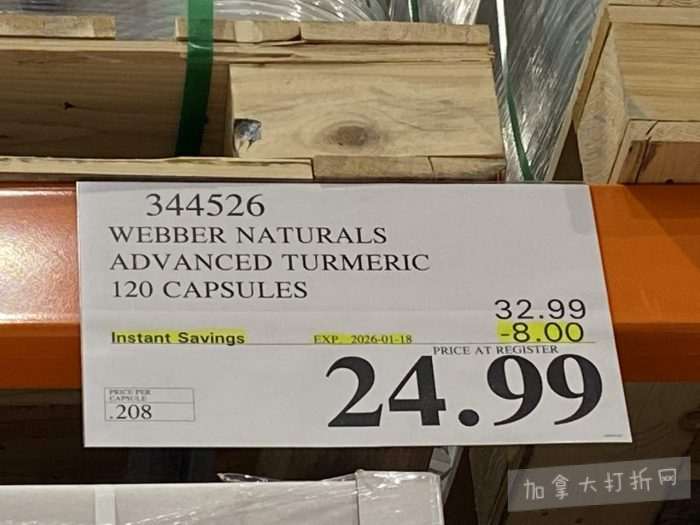 344526
WEBBER NATURALS
ADVANCED TURMERIC
120 CAPSULES
32.99
Instant Savings EXP. 2026-01-18 -8.00
PRICE AT REGISTER
24.99
PRICE PER
CAPSULE
.208
加拿大打折网